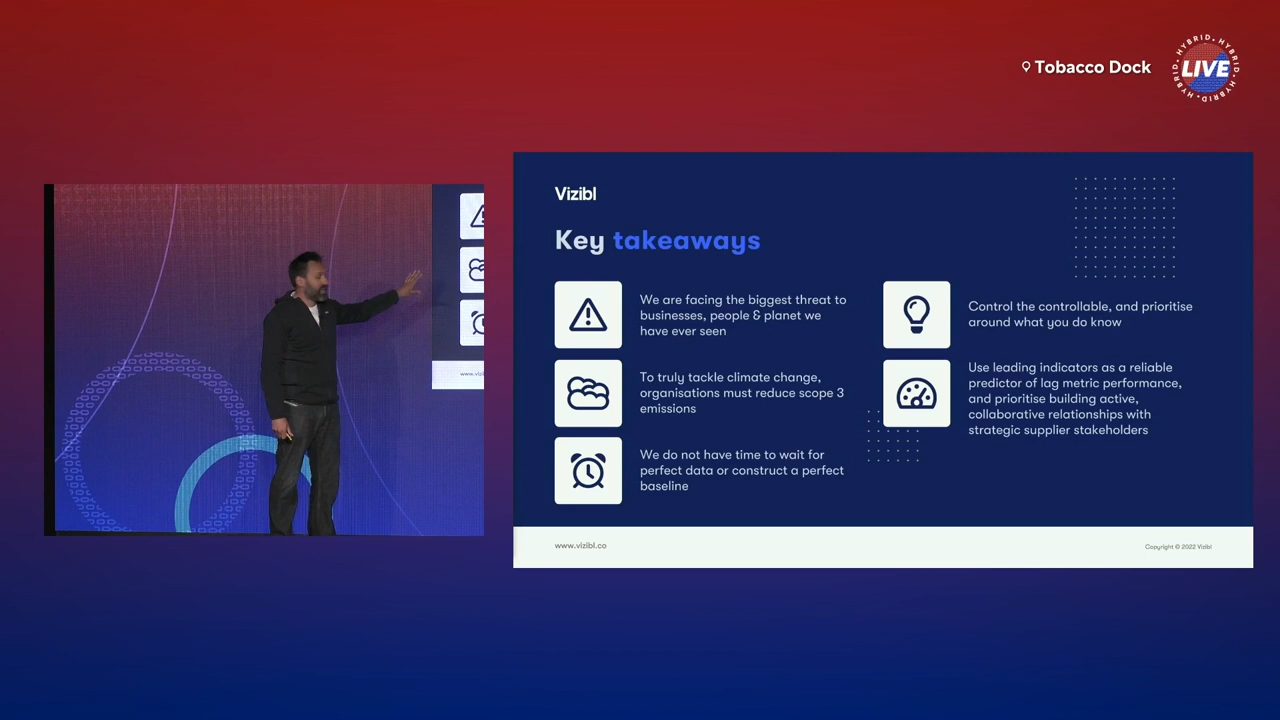 Tobacco Dock
HYBRID • HYBRID • HYBRID •
LIVE
Vizibl
Key takeaways
We are facing the biggest threat to
businesses, people & planet we
have ever seen
To truly tackle climate change,
organisations must reduce scope 3
emissions
We do not have time to wait for
perfect data or construct a perfect
baseline
Control the controllable, and prioritise
around what you do know
Use leading indicators as a reliable
predictor of lag metric performance,
and prioritise building active,
collaborative relationships with
strategic supplier stakeholders
www.vizibl.co
Copyright © 2022 Vizibl